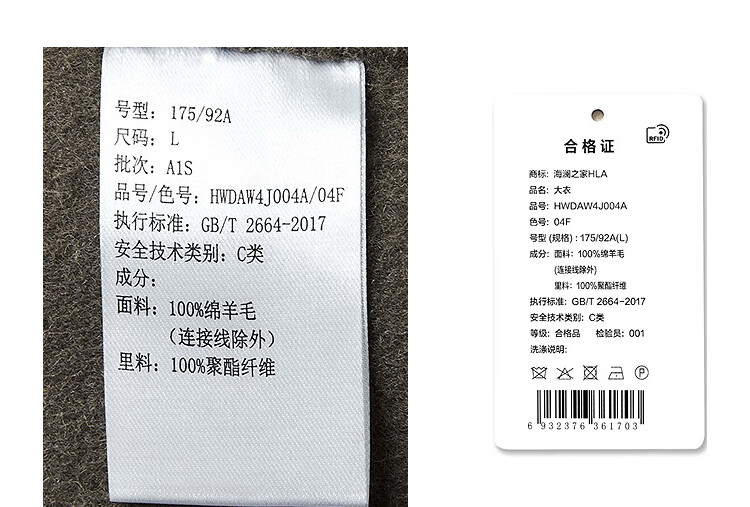 号型: 175/92A
尺码: L
批次: A1S
品号/色号: HWDAW4J004A/04F
执行标准: GB/T 2664-2017
安全技术类别: C类
成分:
面料: 100%绵羊毛
(连接线除外)
里料: 100%聚酯纤维
RFID
合格证
商标: 海澜之家HLA
品名: 大衣
品号: HWDAW4J004A
色号: 04F
号型 (规格) : 175/92A(L)
成分: 面料: 100%绵羊毛
(连接线除外)
里料: 100%聚酯纤维
执行标准: GB/T 2664-2017
安全技术类别: C类
等级: 合格品 检验员: 001
洗涤说明:
P
6 932376 361703